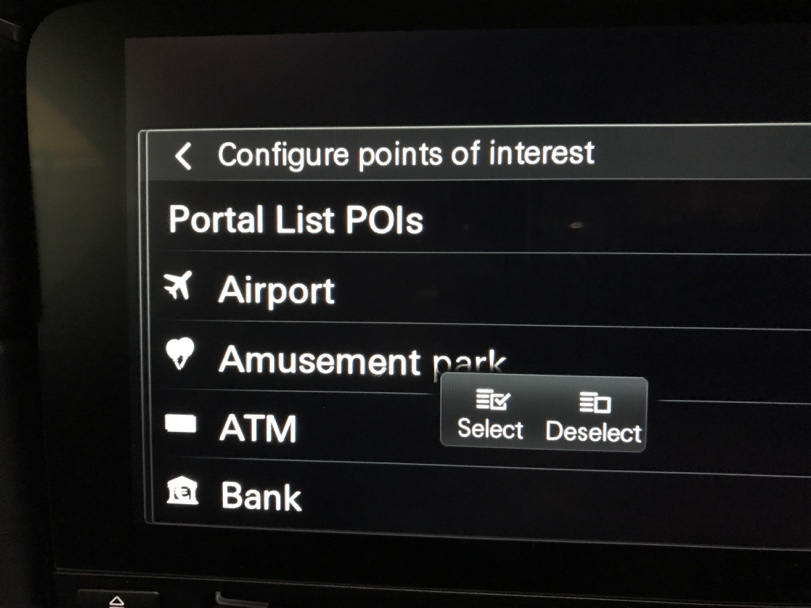 Configure points of interest
Portal List POIs
Airport
Amusement park
Select Deselect
ATM
Bank